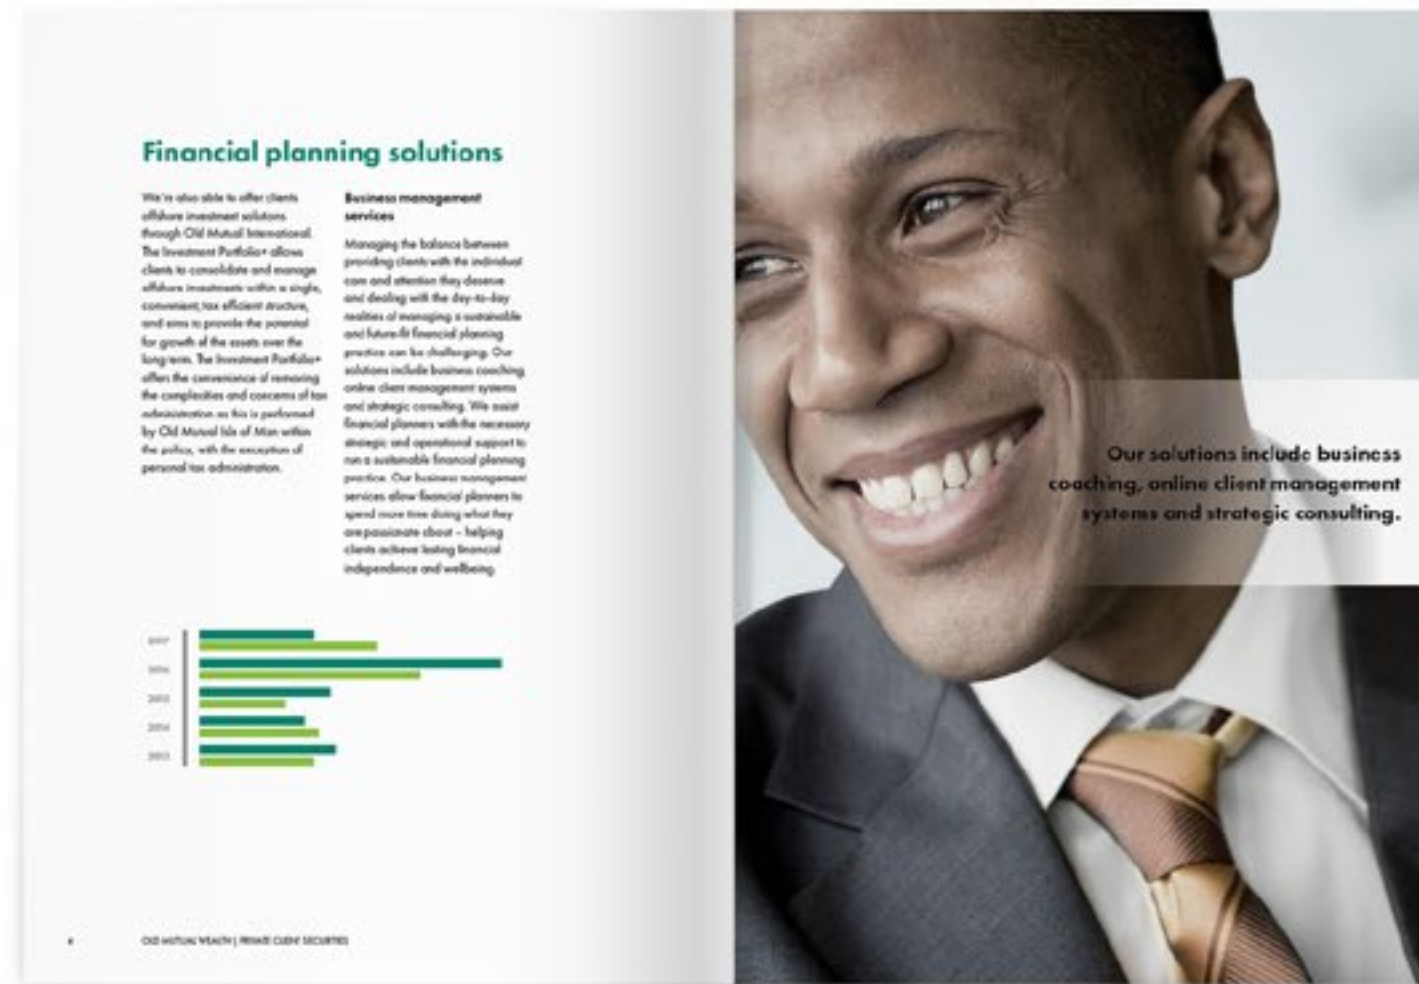 Financial planning solutions
We're also able to offer clients
offshore investment solutions
through Old Mutual International.
The Investment Portfolio+ allows
clients to consolidate and manage
offshore investments within a single,
convenient, tax efficient structure,
and aims to provide the potential
for growth of the assets over the
long term. The Investment Portfolio+
offers the convenience of removing
the complexities and concerns of tax
administration as this is performed
by Old Mutual Isle of Man within
the policy, with the exception of
personal tax administration.
Business management
services
Managing the balance between
providing clients with the individual
care and attention they deserve
and dealing with the day-to-day
realities of managing a sustainable
and future-fit financial planning
practice can be challenging. Our
solutions include business coaching,
online client management systems
and strategic consulting. We assist
financial planners with the necessary
strategic and operational support to
run a sustainable financial planning
practice. Our business management
services allow financial planners to
spend more time doing what they
are passionate about – helping
clients achieve lasting financial
independence and wellbeing.
2013
OLD MUTUAL WEALTH | PRIVATE CLIENT SECURITIES
Our solutions include business
coaching, online client management
systems and strategic consulting.